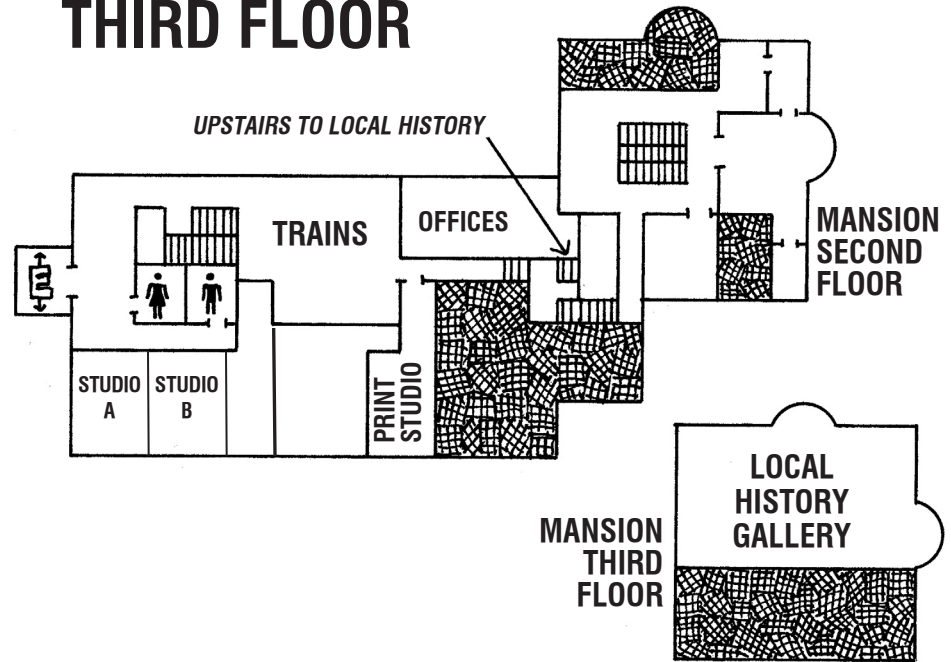 THIRD FLOOR
UPSTAIRS TO LOCAL HISTORY
TRAINS
OFFICES
MANSION
SECOND
FLOOR
STUDIO
A
STUDIO
B
PRINT
STUDIO
LOCAL
HISTORY
GALLERY
MANSION
THIRD
FLOOR